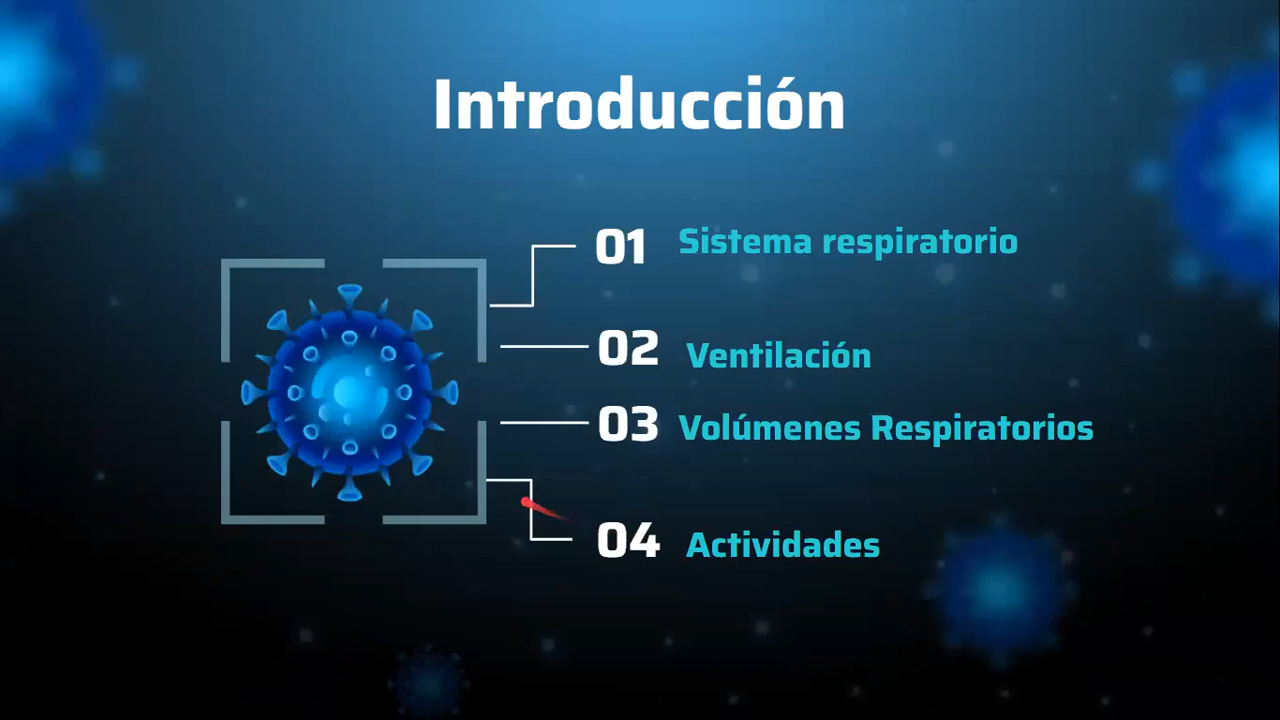 Introducción
01 Sistema respiratorio
02 Ventilación
03 Volúmenes Respiratorios
04 Actividades